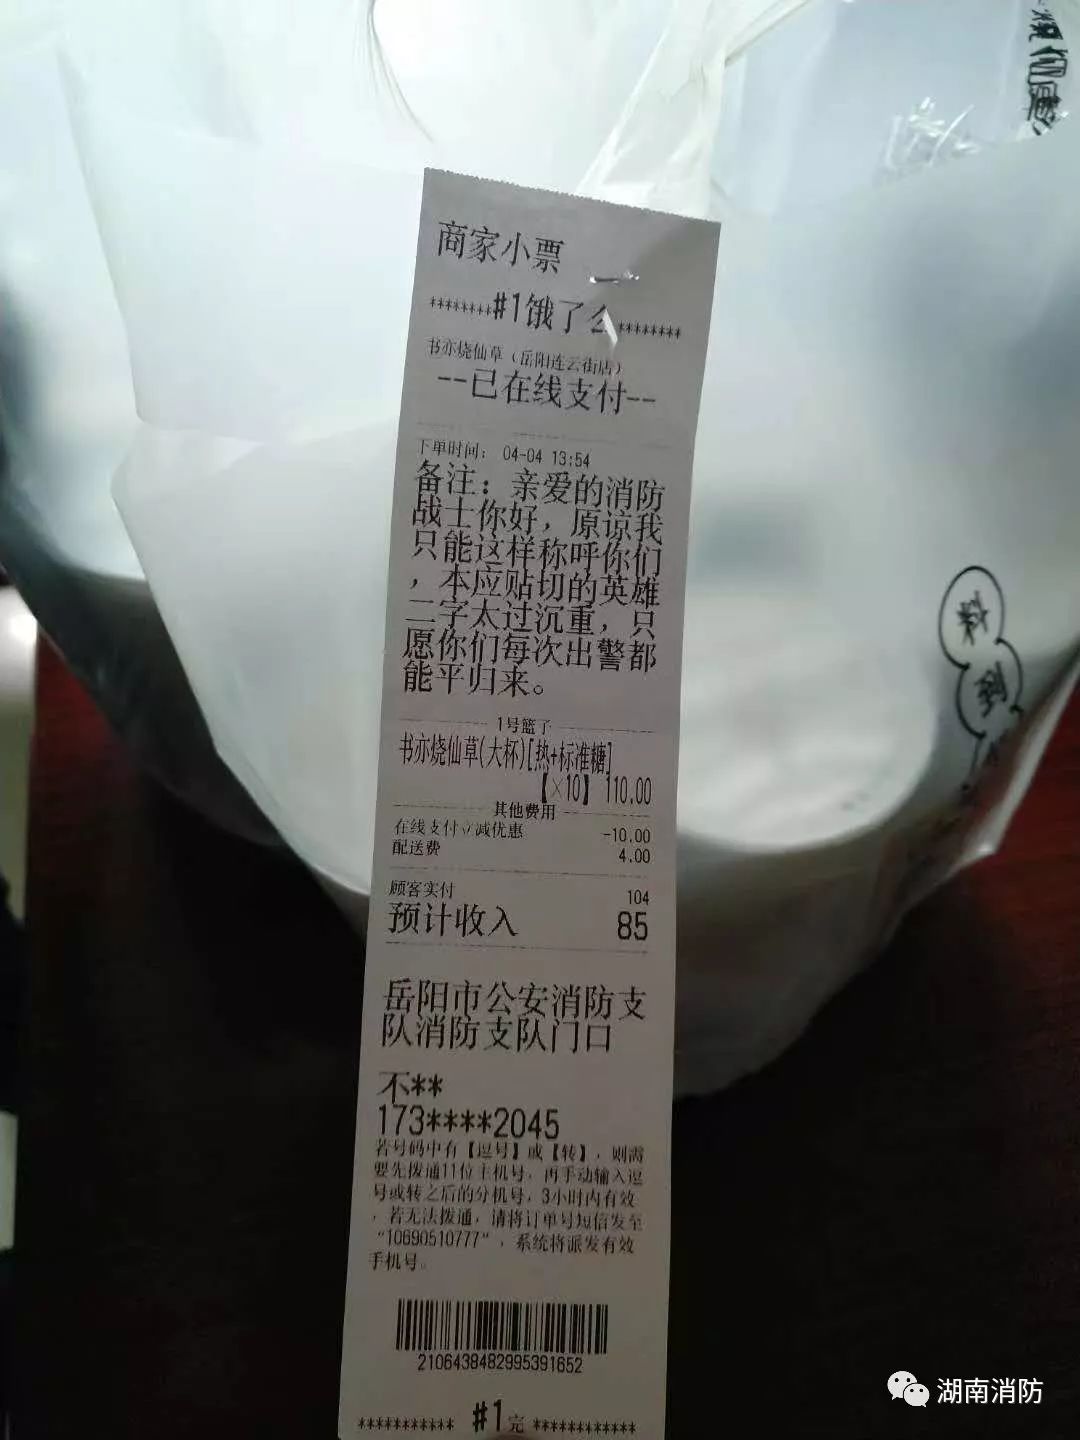 商家小票
********#1饿了么********
书亦烧仙草（岳阳连云街店）
--已在线支付--
下单时间： 04-04 13:54
备注：亲爱的消防
战士你好，原谅我
只能这样称呼你们
，本应贴切的英雄
二字太过沉重，只
愿你们每次出警都
能平归来。
1号篮子
书亦烧仙草(大杯)[热+标准糖]
【×10】 110.00
其他费用
在线支付立减优惠 -10.00
配送费 4.00
顾客实付 104
预计收入 85
岳阳市公安消防支
队消防支队门口
不**
173****2045
若号码中有【逗号】或【转】，则需
要先拨通11位主机号，再手动输入逗
号或转之后的分机号，3小时内有效
，若无法拨通，请将订单号短信发至
“10690510777”，系统将派发有效
手机号。
2106438482995391652
*********** #1完 ************
湖南消防